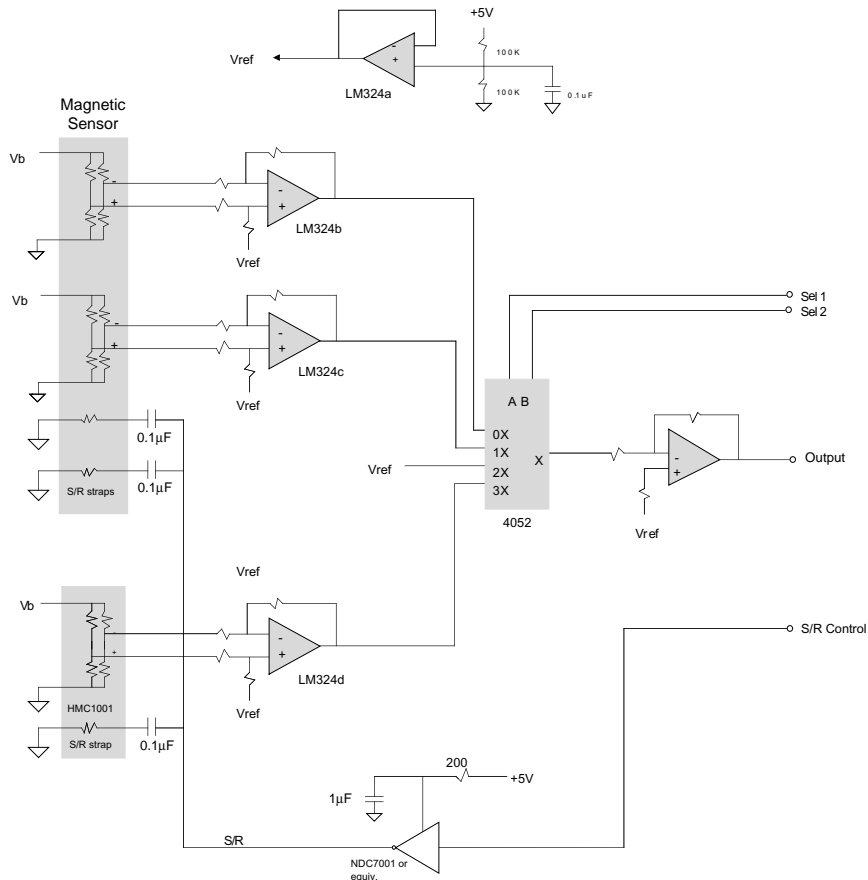 +5V
Vref
-
+
100K
100K
0.1uF
LM324a
Magnetic
Sensor
Vb
-
+
-
+
LM324b
Vref
Vb
-
+
-
+
LM324c
Vref
Sel 1
Sel 2
A B
0X
1X
2X
3X
X
4052
Vref
-
+
Output
Vref
0.1µF
0.1µF
S/R straps
Vref
Vb
-
+
-
+
LM324d
Vref
S/R Control
HMC1001
S/R strap
0.1µF
200
+5V
1µF
S/R
NDC7001 or
equiv.